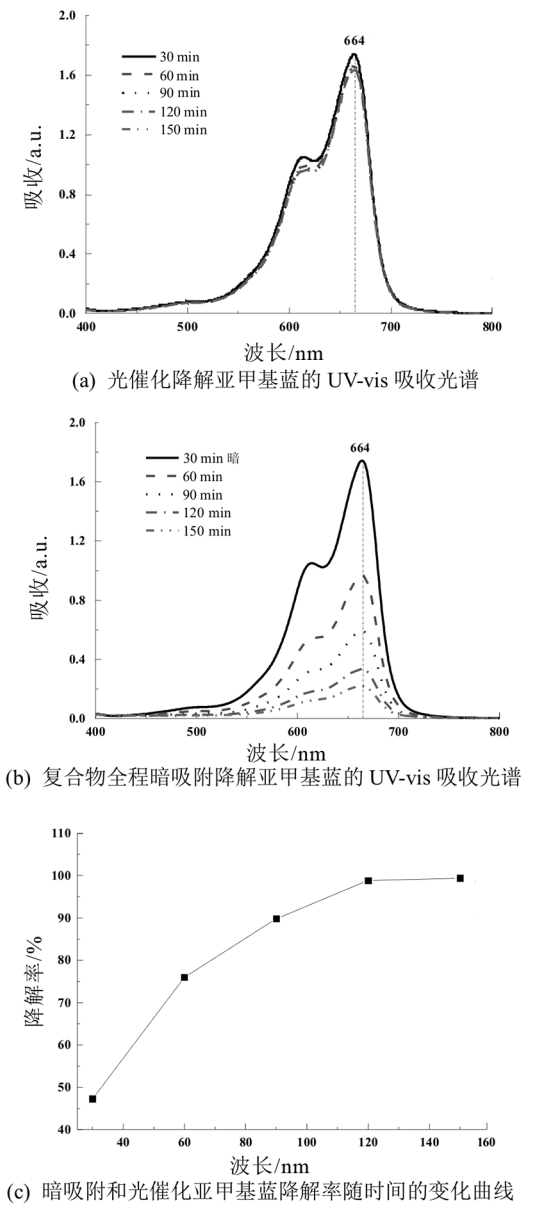 2.0
1.6
1.2
0.8
0.4
0.0
吸收/a.u.
664
30 min
60 min
90 min
120 min
150 min
400 500 600 700 800
波长/nm
(a) 光催化降解亚甲基蓝的 UV-vis 吸收光谱
2.0
1.6
1.2
0.8
0.4
0.0
吸收/a.u.
664
30 min 暗
60 min
90 min
120 min
150 min
400 500 600 700 800
波长/nm
(b) 复合物全程暗吸附降解亚甲基蓝的 UV-vis 吸收光谱
110
100
90
80
70
60
50
40
降解率/%
40 60 80 100 120 140 160
波长/nm
(c) 暗吸附和光催化亚甲基蓝降解率随时间的变化曲线